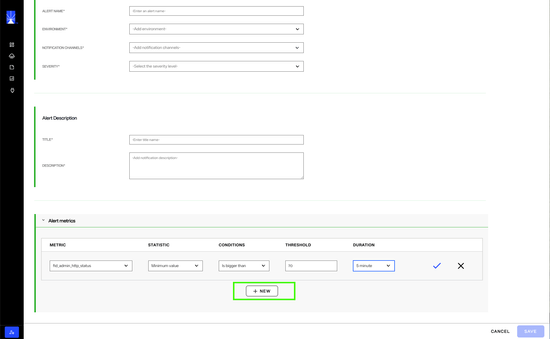 ALERT NAME*
Enter an alert name
ENVIRONMENT*
-Add environment-
NOTIFICATION CHANNELS*
-Add notification channels-
SEVERITY*
-Select the severity level-
Alert Description
TITLE*
Enter title name
DESCRIPTION*
Add notification description
Alert metrics
METRIC STATISTIC CONDITIONS THRESHOLD DURATION
fid_admin_http_status Minimum value Is bigger than 10 5 minute
+ NEW
CANCEL SAVE